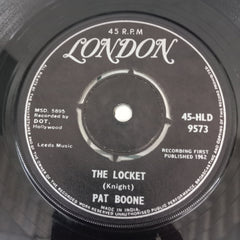 45 R.P.M
LONDON
MSD. 5895
Recorded by
DOT,
Hollywood
Leeds Music
45-HLD
9573
RECORDING FIRST
PUBLISHED 1962
THE LOCKET
(Knight)
PAT BOONE
MADE IN INDIA